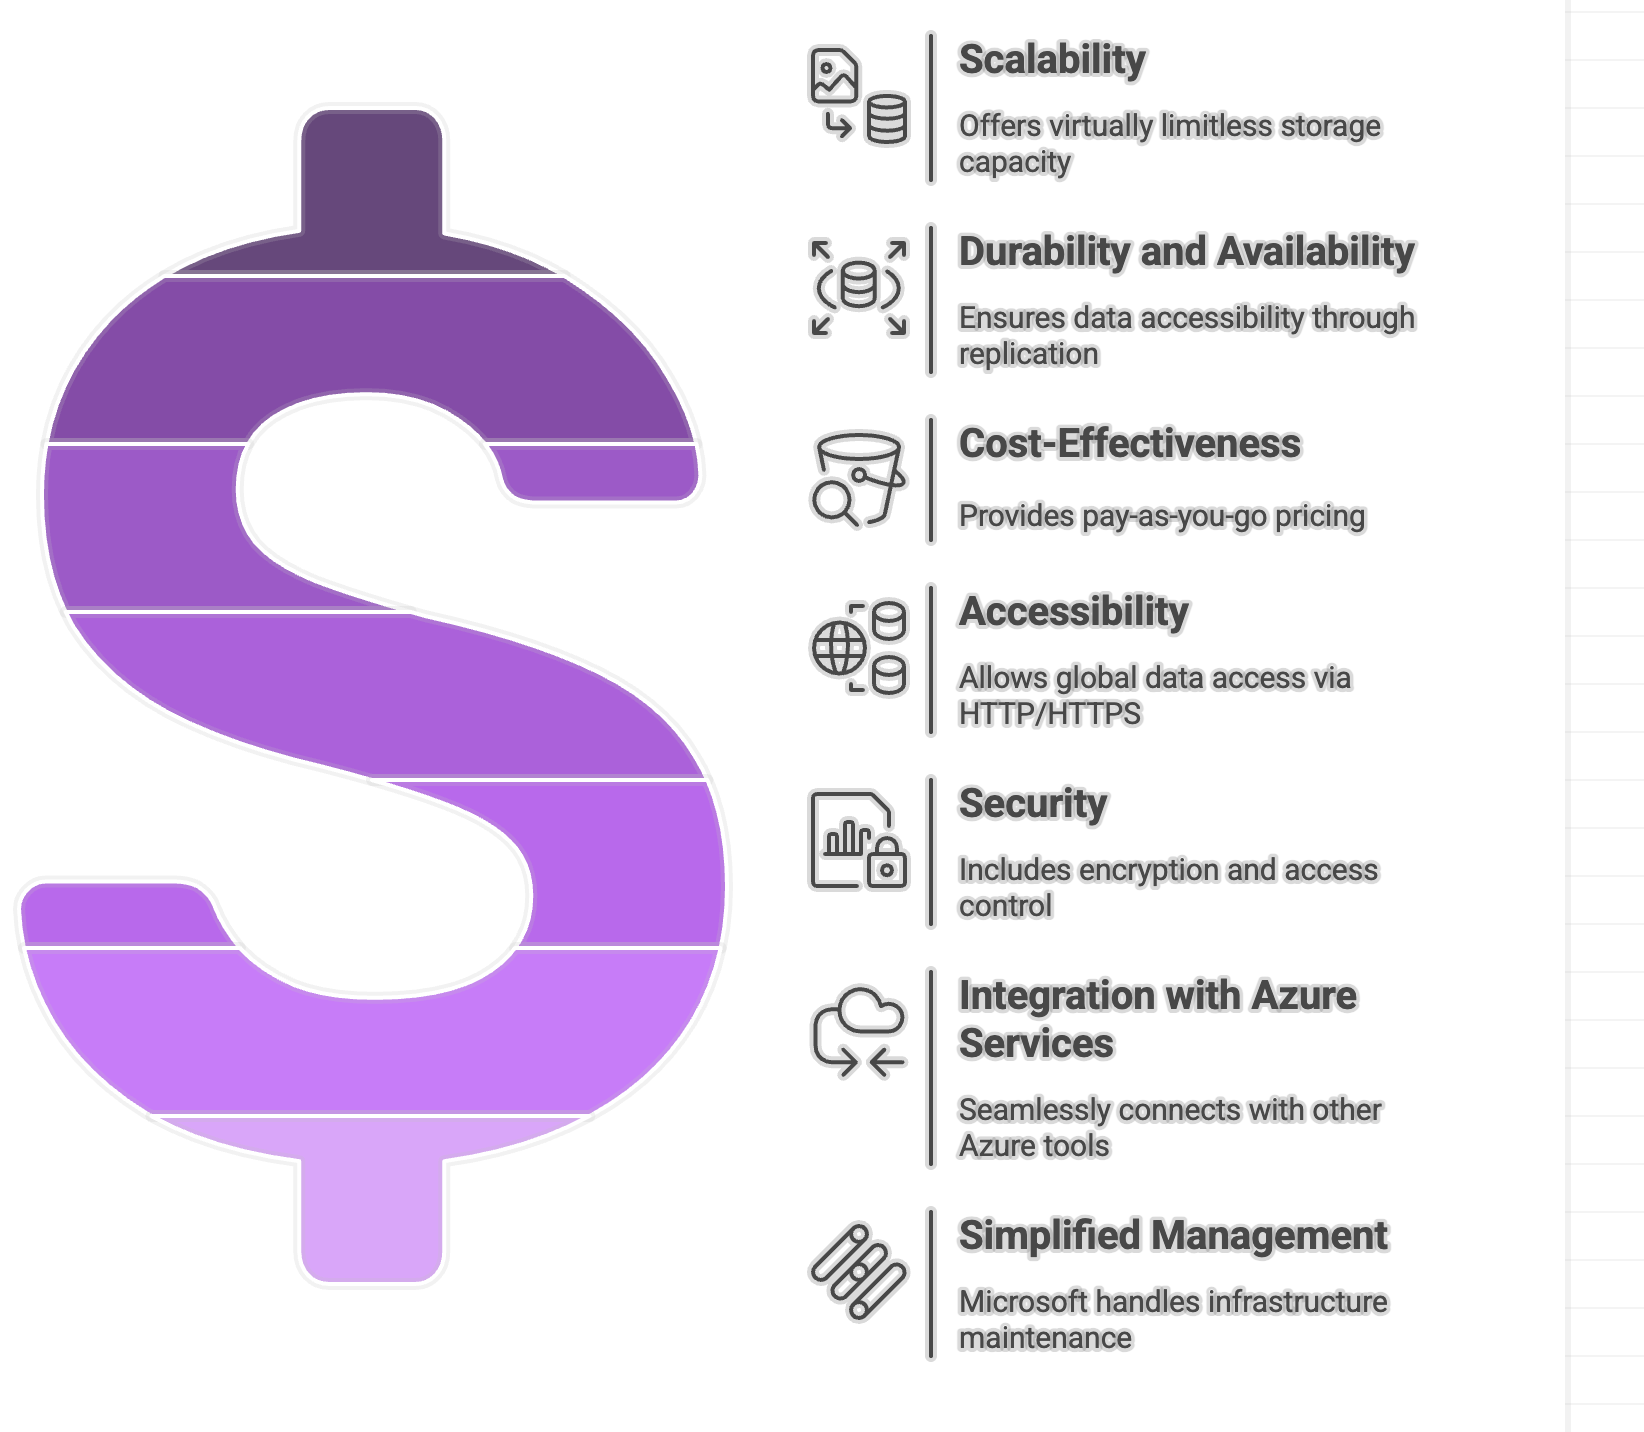 Scalability
Offers virtually limitless storage
capacity
Durability and Availability
Ensures data accessibility through
replication
Cost-Effectiveness
Provides pay-as-you-go pricing
Accessibility
Allows global data access via
HTTP/HTTPS
Security
Includes encryption and access
control
Integration with Azure
Services
Seamlessly connects with other
Azure tools
Simplified Management
Microsoft handles infrastructure
maintenance